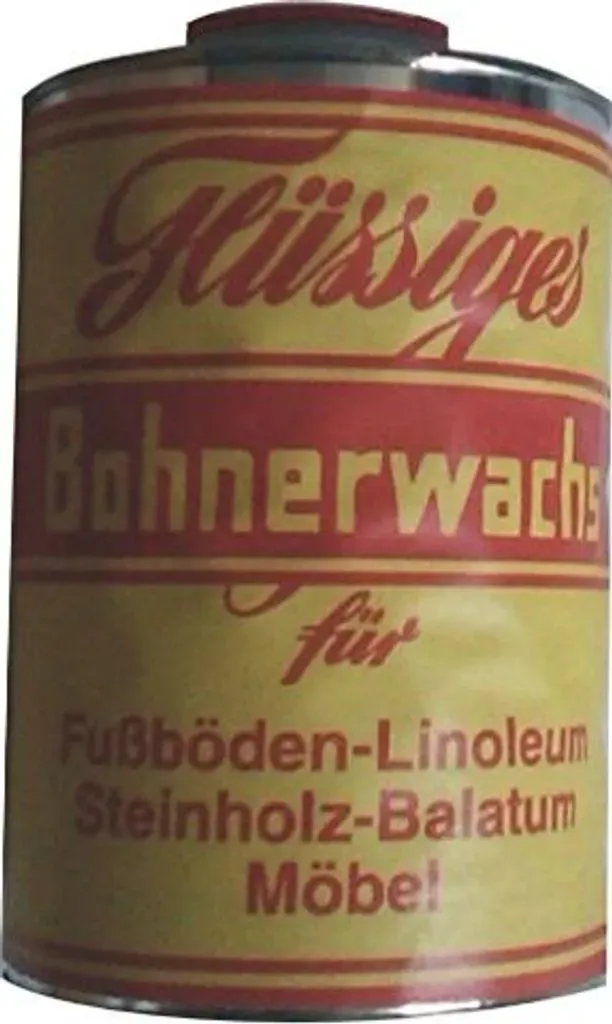 Flüssiges
Bohnerwachs
für
Fußböden-Linoleum
Steinholz-Balatum
Möbel